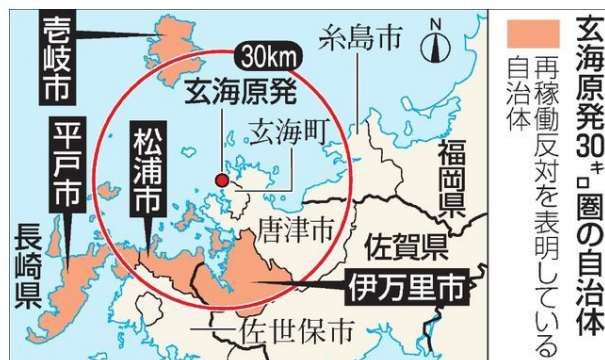 玄海原発30㌔圏の自治体
再稼働反対を表明している
自治体
壱岐市
30km
糸島市
N
玄海原発
玄海町
平戸市
松浦市
福岡県
唐津市
佐賀県
長崎県
伊万里市
佐世保市